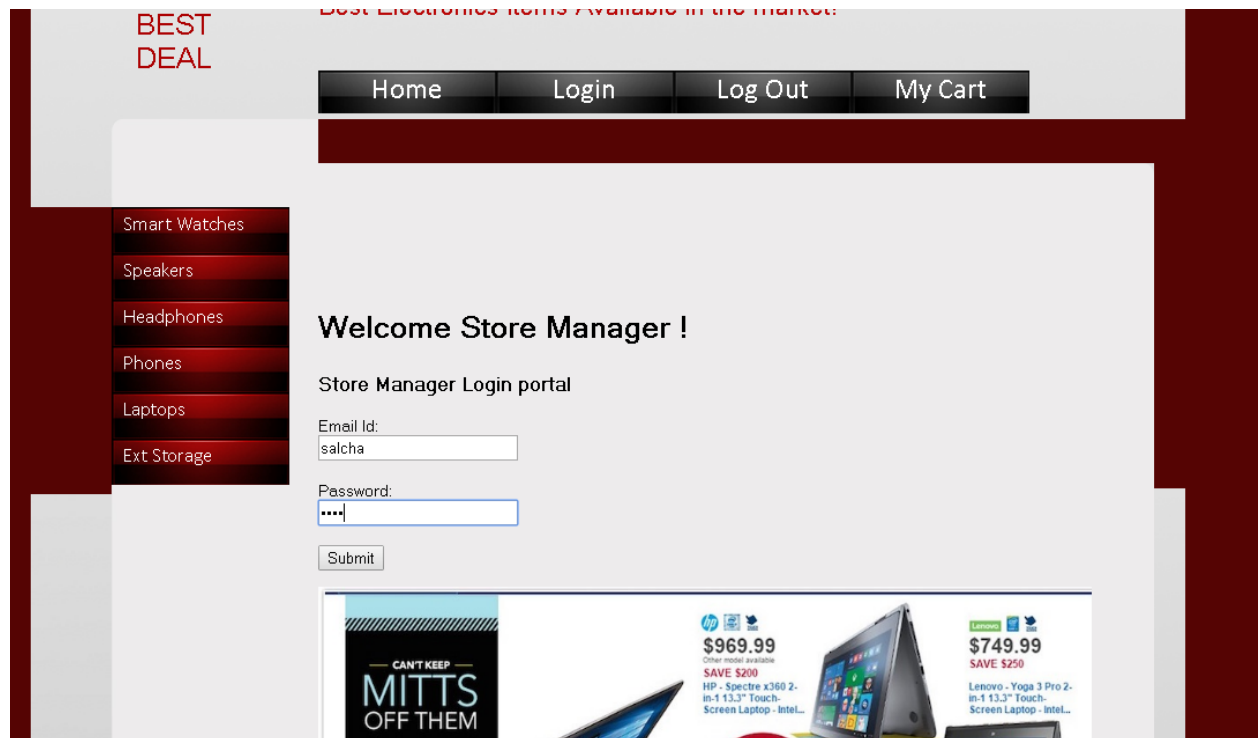 BEST
DEAL
Best Electronics Items Available in the market!
Home
Login
Log Out
My Cart
Smart Watches
Speakers
Headphones
Phones
Laptops
Ext Storage
Welcome Store Manager !
Store Manager Login portal
Email Id:
salcha
Password:
••••
Submit
CAN'T KEEP
MITTS
OFF THEM
hp
$969.99
Other model available
SAVE $200
HP - Spectre x360 2-
in-1 13.3" Touch-
Screen Laptop - Intel...
Lenovo
$749.99
SAVE $250
Lenovo - Yoga 3 Pro 2-
in-1 13.3" Touch-
Screen Laptop - Intel...